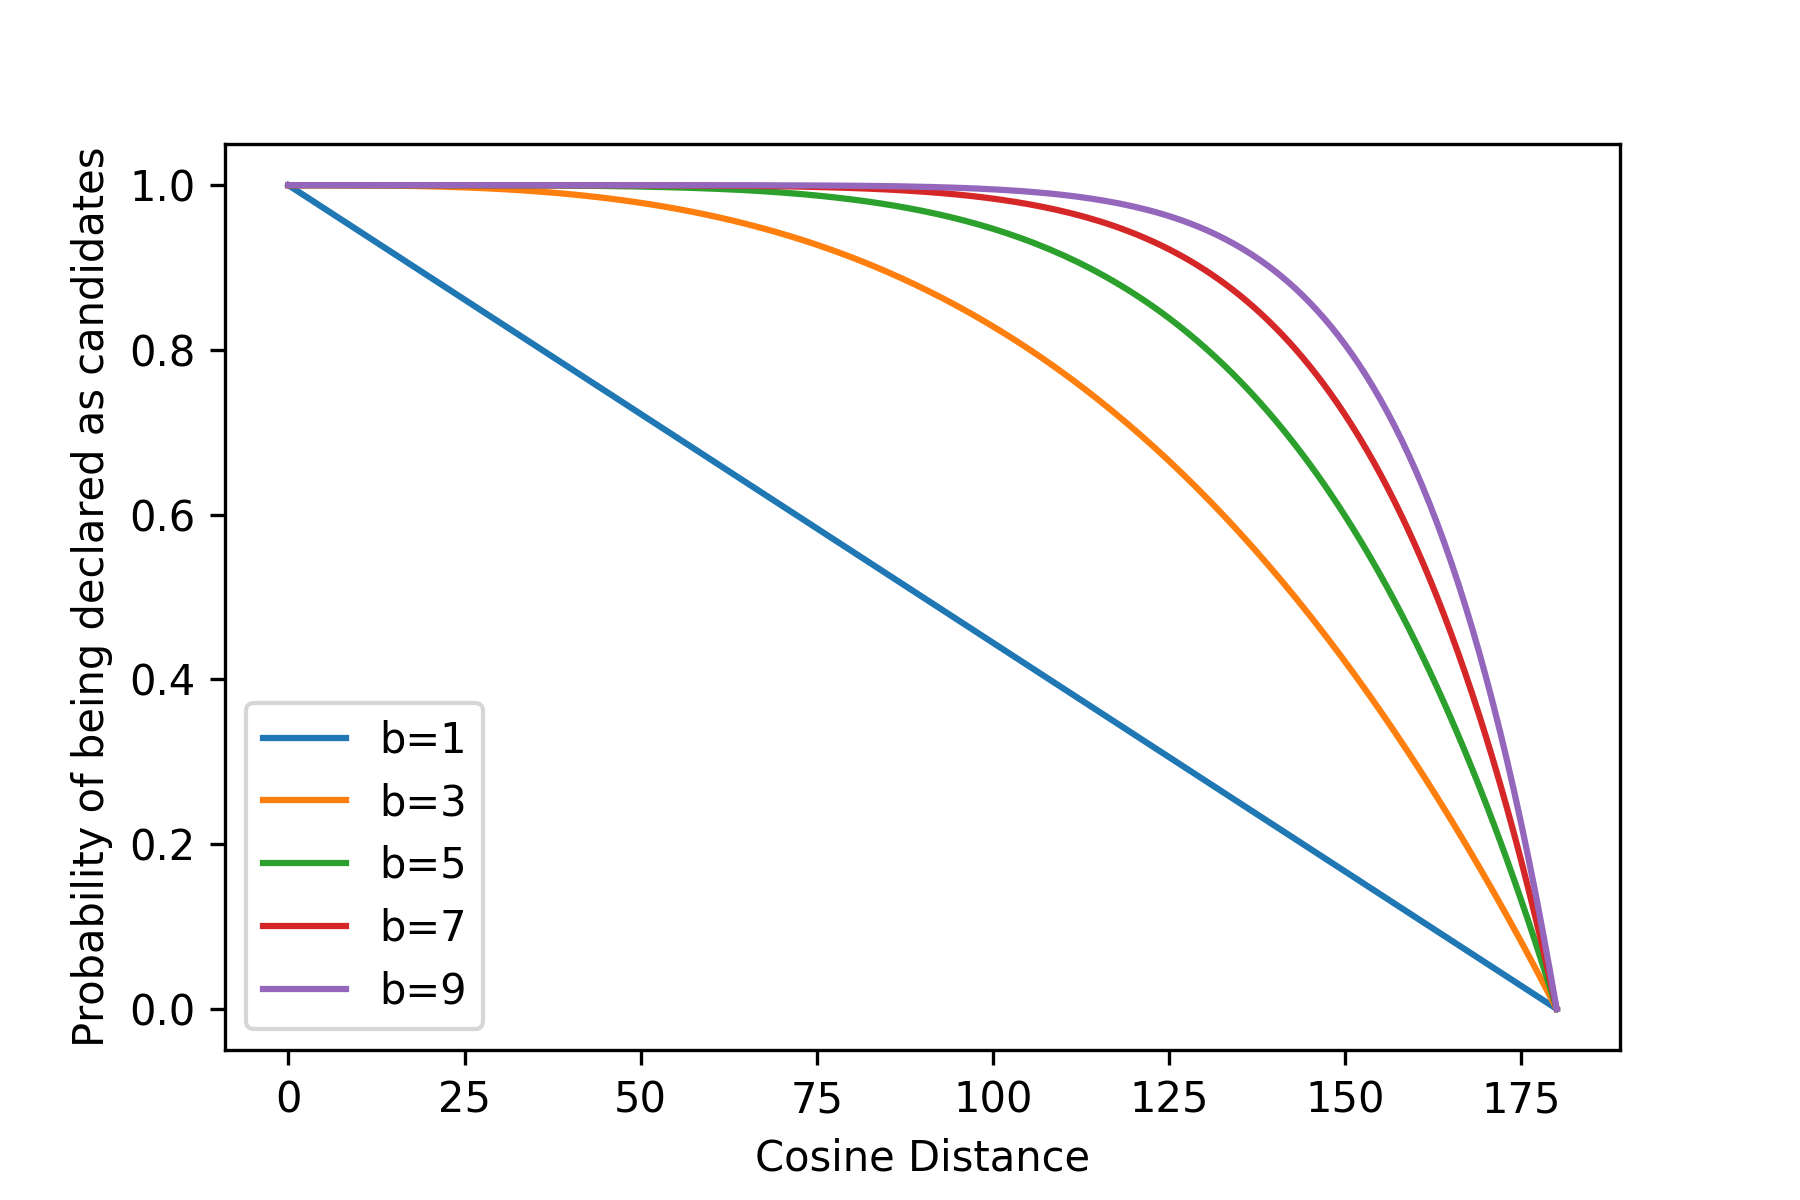 Probability of being declared as candidates
1.0
0.8
0.6
0.4
0.2
0.0
b=1
b=3
b=5
b=7
b=9
0 25 50 75 100 125 150 175
Cosine Distance